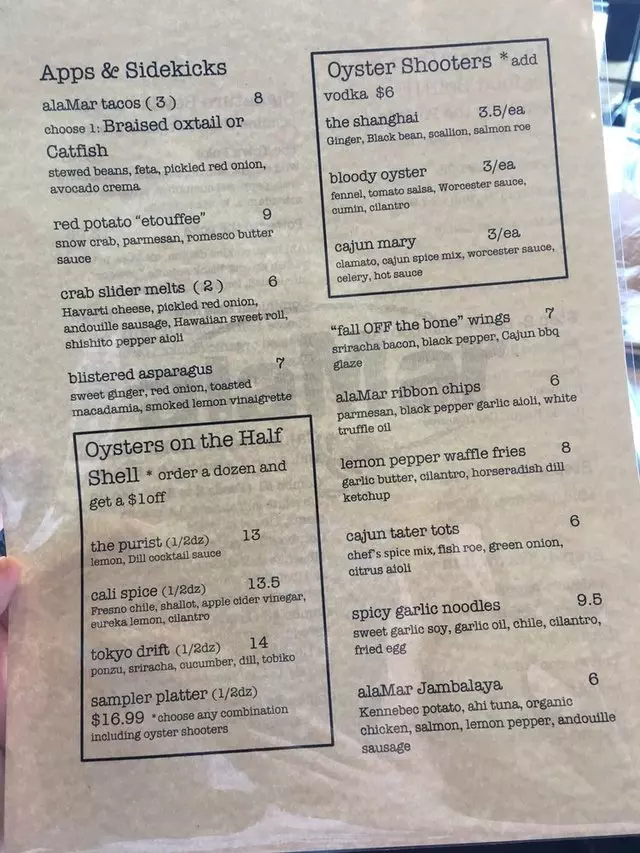 Apps & Sidekicks
alaMar tacos ( 3 ) 8
choose 1: Braised oxtail or
Catfish
stewed beans, feta, pickled red onion,
avocado crema
red potato "etouffee" 9
snow crab, parmesan, romesco butter
sauce
crab slider melts ( 2 ) 6
Havarti cheese, pickled red onion,
andouille sausage, Hawaiian sweet roll,
shishito pepper aioli
blistered asparagus 7
sweet ginger, red onion, toasted
macadamia, smoked lemon vinaigrette
Oysters on the Half
Shell * order a dozen and
get a $1off
the purist (1/2dz) 13
lemon, Dill cocktail sauce
cali spice (1/2dz) 13.5
Fresno chile, shallot, apple cider vinegar,
eureka lemon, cilantro
tokyo drift (1/2dz) 14
ponzu, sriracha, cucumber, dill, tobiko
sampler platter (1/2dz)
$16.99 *choose any combination
including oyster shooters
Oyster Shooters *add
vodka $6
the shanghai 3.5/ea
Ginger, Black bean, scallion, salmon roe
bloody oyster 3/ea
fennel, tomato salsa, Worcester sauce,
cumin, cilantro
cajun mary 3/ea
clamato, cajun spice mix, worcester sauce,
celery, hot sauce
"fall OFF the bone" wings 7
sriracha bacon, black pepper, Cajun bbq
glaze
alaMar ribbon chips 6
parmesan, black pepper garlic aioli, white
truffle oil
lemon pepper waffle fries 8
garlic butter, cilantro, horseradish dill
ketchup
cajun tater tots 6
chef's spice mix, fish roe, green onion,
citrus aioli
spicy garlic noodles 9.5
sweet garlic soy, garlic oil, chile, cilantro,
fried egg
alaMar Jambalaya 6
Kennebec potato, ahi tuna, organic
chicken, salmon, lemon pepper, andouille
sausage